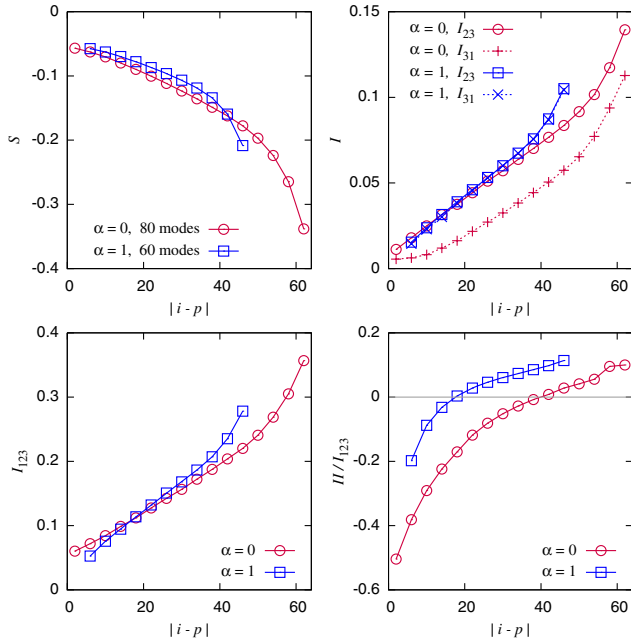 0
-0.1
-0.2
-0.3
-0.4
S
α = 0, 80 modes
α = 1, 60 modes
0 20 40 60
| i - p |
0.15
0.1
0.05
0
I
α = 0, I₂₃
α = 0, I₃₁
α = 1, I₂₃
α = 1, I₃₁
0 20 40 60
| i - p |
0.4
0.3
0.2
0.1
0
I₁₂₃
α = 0
α = 1
0 20 40 60
| i - p |
0.2
0
-0.2
-0.4
-0.6
II / I₁₂₃
α = 0
α = 1
0 20 40 60
| i - p |